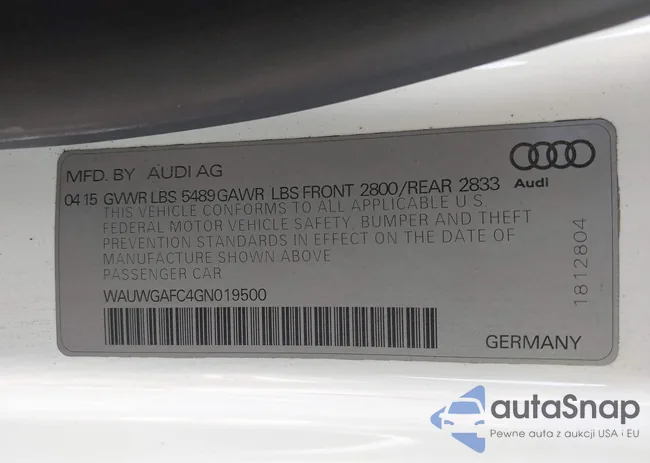 MFD. BY AUDI AG
04 15 GVWR LBS 5489 GAWR LBS FRONT 2800/REAR 2833
THIS VEHICLE CONFORMS TO ALL APPLICABLE U S
FEDERAL MOTOR VEHICLE SAFETY, BUMPER AND THEFT
PREVENTION STANDARDS IN EFFECT ON THE DATE OF
MANUFACTURE SHOWN ABOVE
PASSENGER CAR
WAUWGAFC4GN019500
Audi
1812804
GERMANY
autaSnap
Pewne auta z aukcji USA i EU